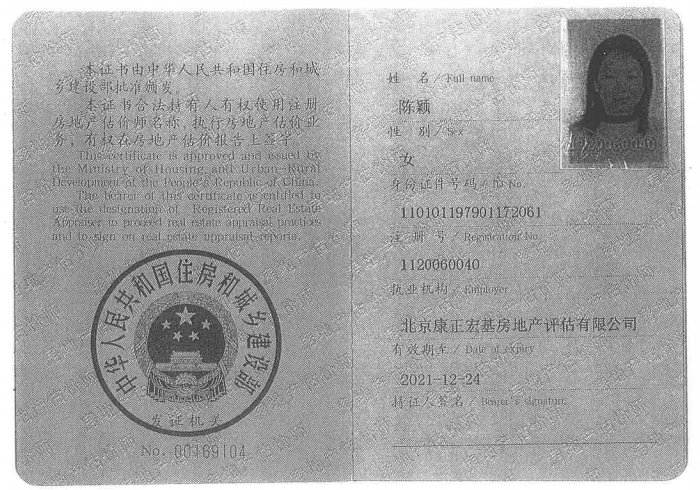 本证书由中华人民共和国住房和城
乡建设部批准颁发。
本证书合法持有人有权使用注册
房地产估价师名称,执行房地产估价业
务,有权在房地产估价报告上签字。
This certificate is approved and issued by
the Ministry of Housing and Urban-Rural
Development of the People's Republic of China.
The bearer of this certificate is entitled to
use the designation of Registered Real Estate
Appraiser to proceed real estate appraisal practices
and to sign on real estate appraisal reports.
中华人民共和国住房和城乡建设部
发证机关
No. 00169104
姓 名 / Full name
陈颖
性 别 / Sex
女
身份证件号码 / ID No.
110101197901172061
注 册 号 / Registration No.
1120060040
执业机构 / Employer
北京康正宏基房地产评估有限公司
有效期至 / Date of expiry
2021-12-24
持证人签名 / Bearer's signature